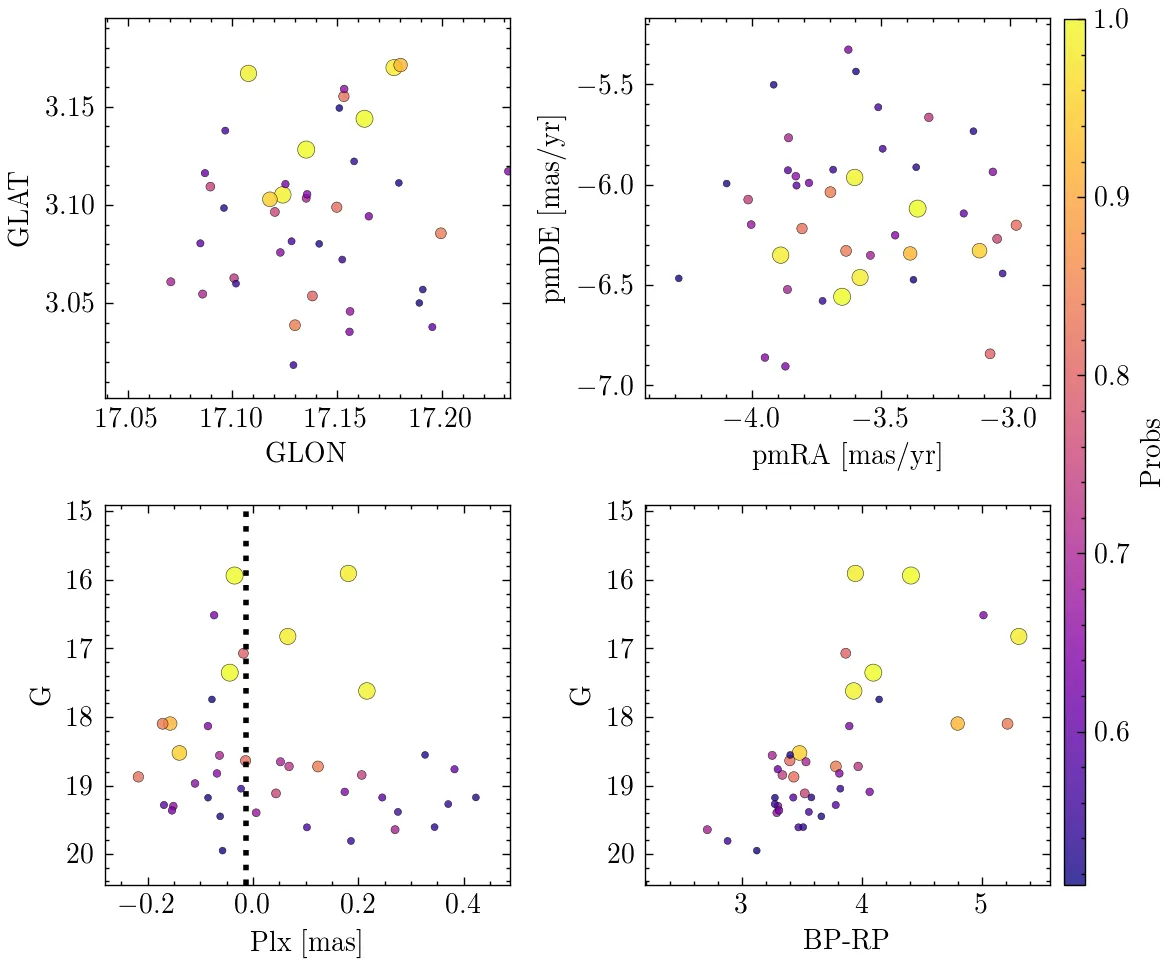 3.15
3.10
3.05
GLAT
17.05 17.10 17.15 17.20
GLON
−5.5
−6.0
−6.5
−7.0
pmDE [mas/yr]
−4.0 −3.5 −3.0
pmRA [mas/yr]
1.0
0.9
0.8
0.7
0.6
Probs
15
16
17
18
19
20
G
−0.2 0.0 0.2 0.4
Plx [mas]
15
16
17
18
19
20
G
3 4 5
BP-RP